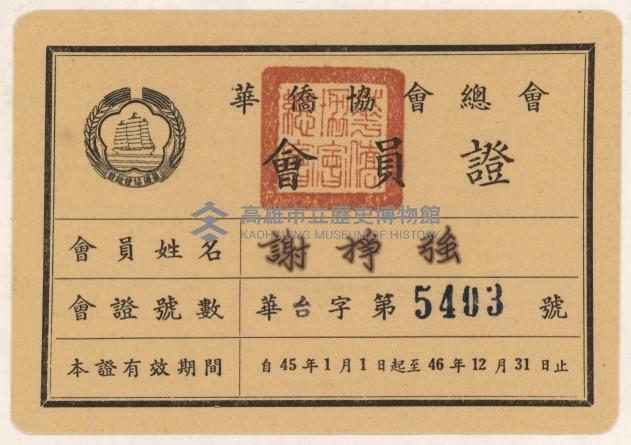 華僑協會總會
會員證
高雄市立歷史博物館
KAOHSIUNG MUSEUM OF HISTORY
會員姓名 謝掙強
會證號數 華台字第5403號
本證有效期間 自45年1月1日起至46年12月31日止